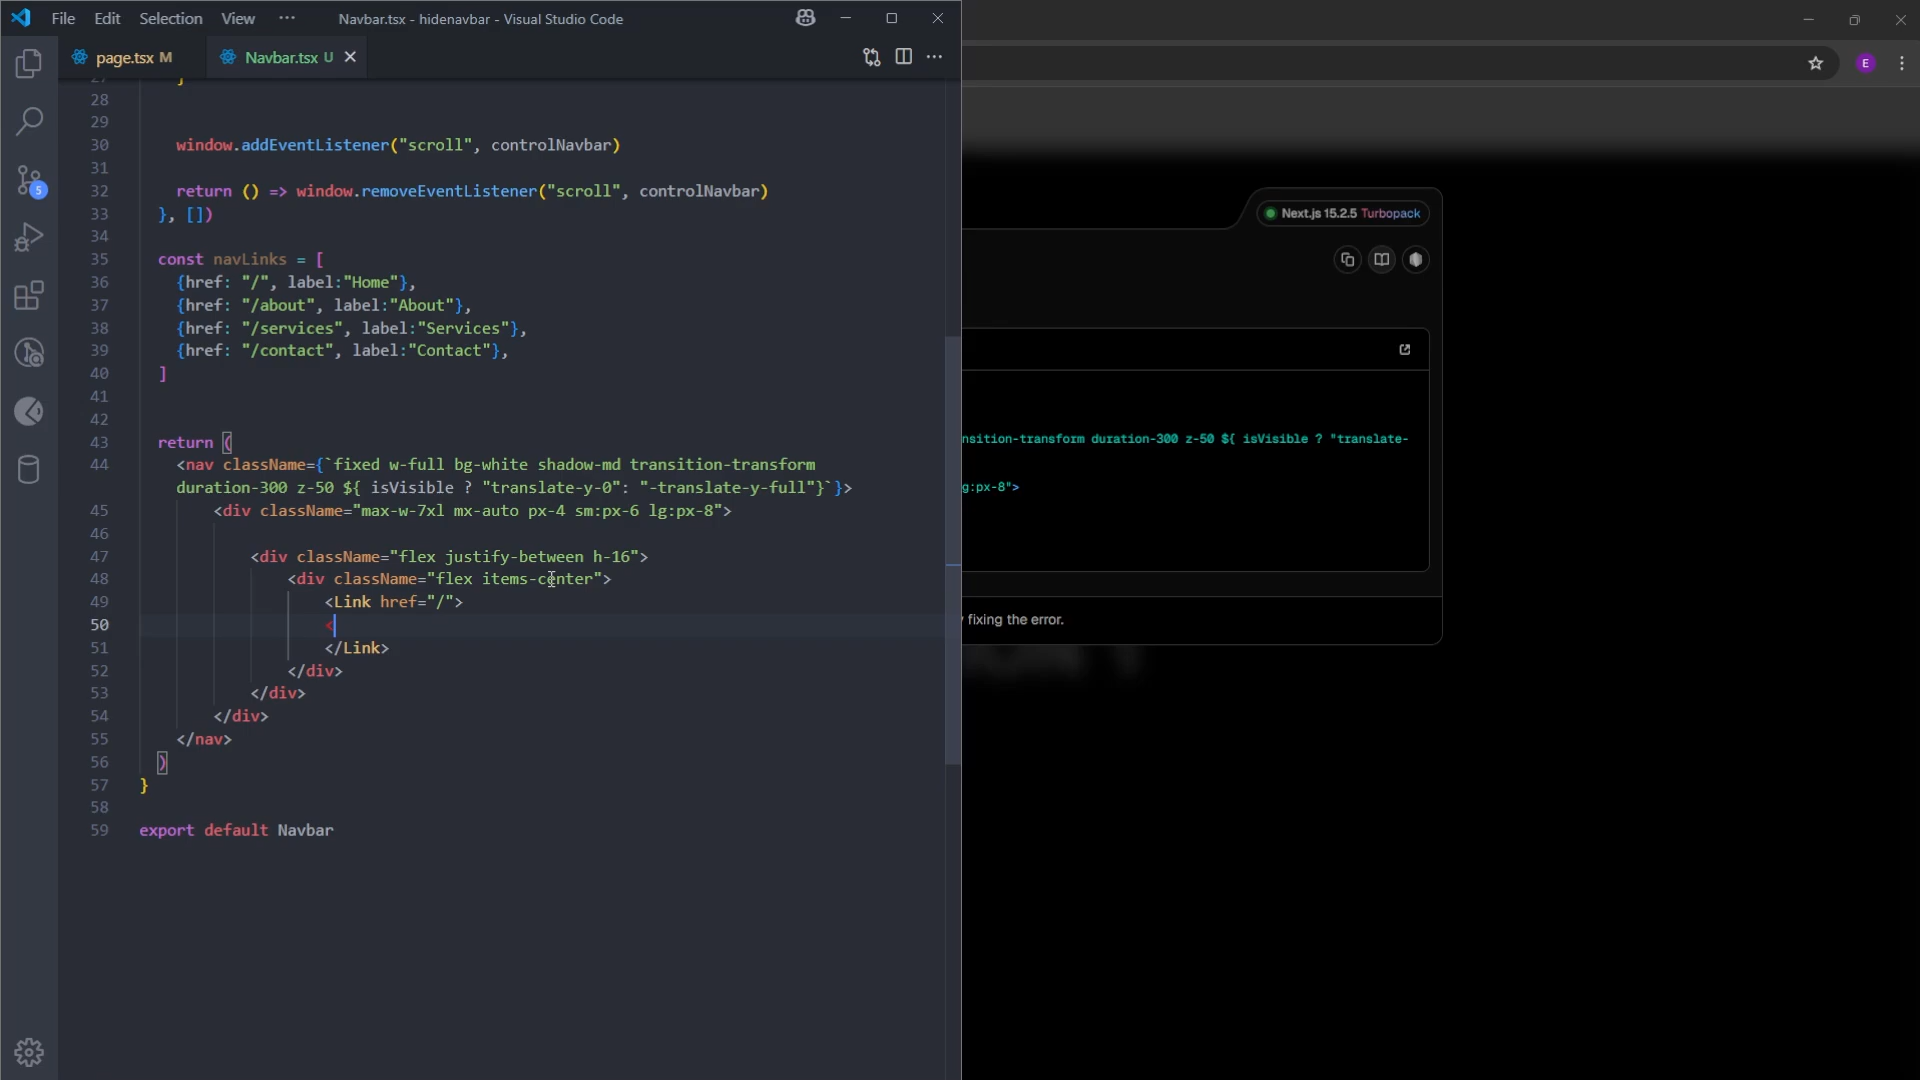 File Edit Selection View ··· Navbar.tsx - hidenavbar - Visual Studio Code
page.tsx M Navbar.tsx U
E
5
28
29
30 window.addEventListener("scroll", controlNavbar)
31
32 return () => window.removeEventListener("scroll", controlNavbar)
33 }, [])
34
35 const navLinks = [
36 {href: "/", label:"Home"},
37 {href: "/about", label:"About"},
38 {href: "/services", label:"Services"},
39 {href: "/contact", label:"Contact"},
40 ]
41
42
43 return (
44 <nav className={`fixed w-full bg-white shadow-md transition-transform
duration-300 z-50 ${ isVisible ? "translate-y-0": "-translate-y-full"}`}>
45 <div className="max-w-7xl mx-auto px-4 sm:px-6 lg:px-8">
46
47 <div className="flex justify-between h-16">
48 <div className="flex items-center">
49 <Link href="/">
50 <
51 </Link>
52 </div>
53 </div>
54 </div>
55 </nav>
56 )
57 }
58
59 export default Navbar
Next.js 15.2.5 Turbopack
nsition-transform duration-300 z-50 ${ isVisible ? "translate-
g:px-8">
fixing the error.